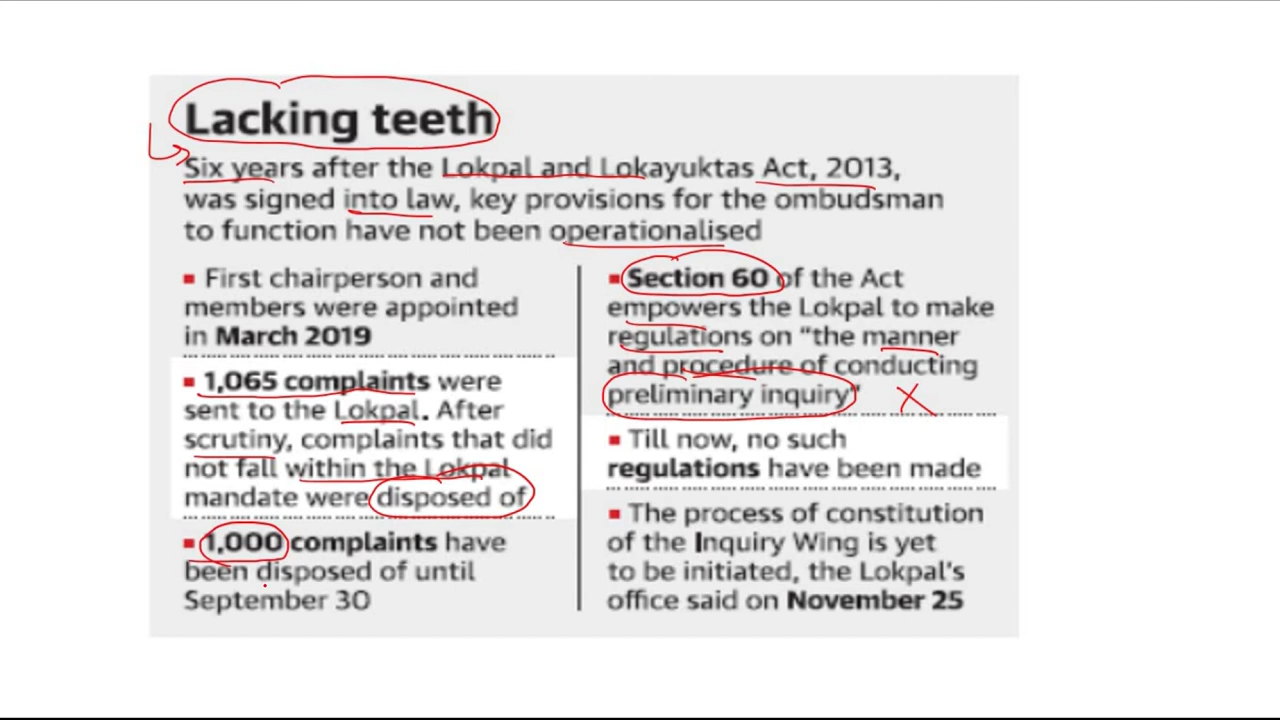 Lacking teeth
Six years after the Lokpal and Lokayuktas Act, 2013,
was signed into law, key provisions for the ombudsman
to function have not been operationalised
First chairperson and
members were appointed
in March 2019
1,065 complaints were
sent to the Lokpal. After
scrutiny, complaints that did
not fall within the Lokpal
mandate were disposed of
1,000 complaints have
been disposed of until
September 30
Section 60 of the Act
empowers the Lokpal to make
regulations on “the manner
and procedure of conducting
preliminary inquiry”
Till now, no such
regulations have been made
The process of constitution
of the Inquiry Wing is yet
to be initiated, the Lokpal's
office said on November 25